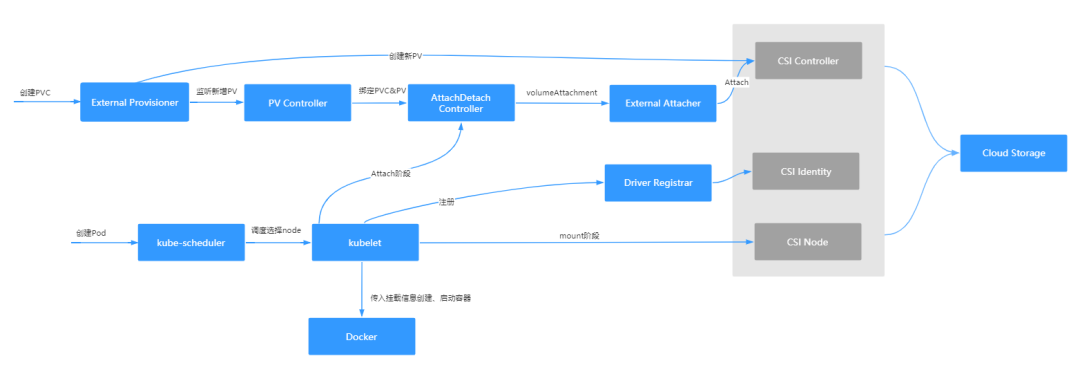 创建新PV
CSI Controller
创建PVC
External Provisioner
监听新增PV
PV Controller
绑定PVC&PV
AttachDetach
Controller
volumeAttachment
External Attacher
Attach
Cloud Storage
Attach阶段
注册
Driver Registrar
CSI Identity
创建Pod
kube-scheduler
调度选择node
kubelet
mount阶段
CSI Node
传入挂载信息创建、启动容器
Docker